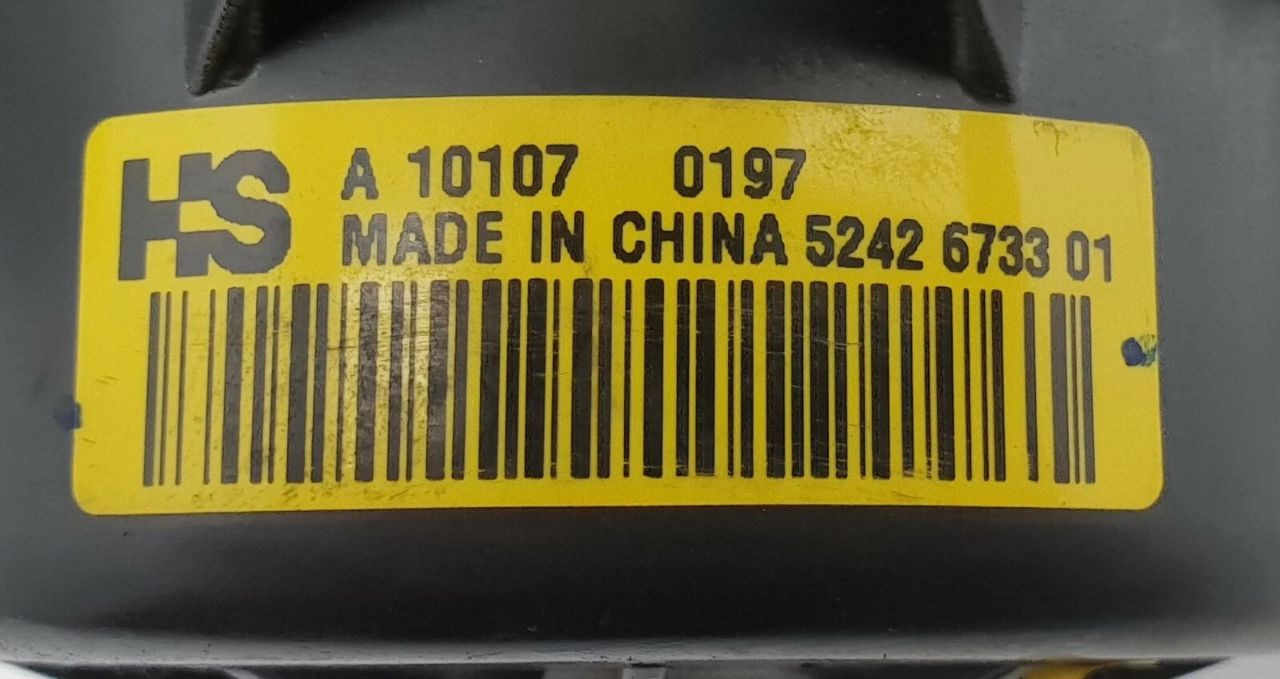 HS A 10107 0197
MADE IN CHINA 5242 6733 01